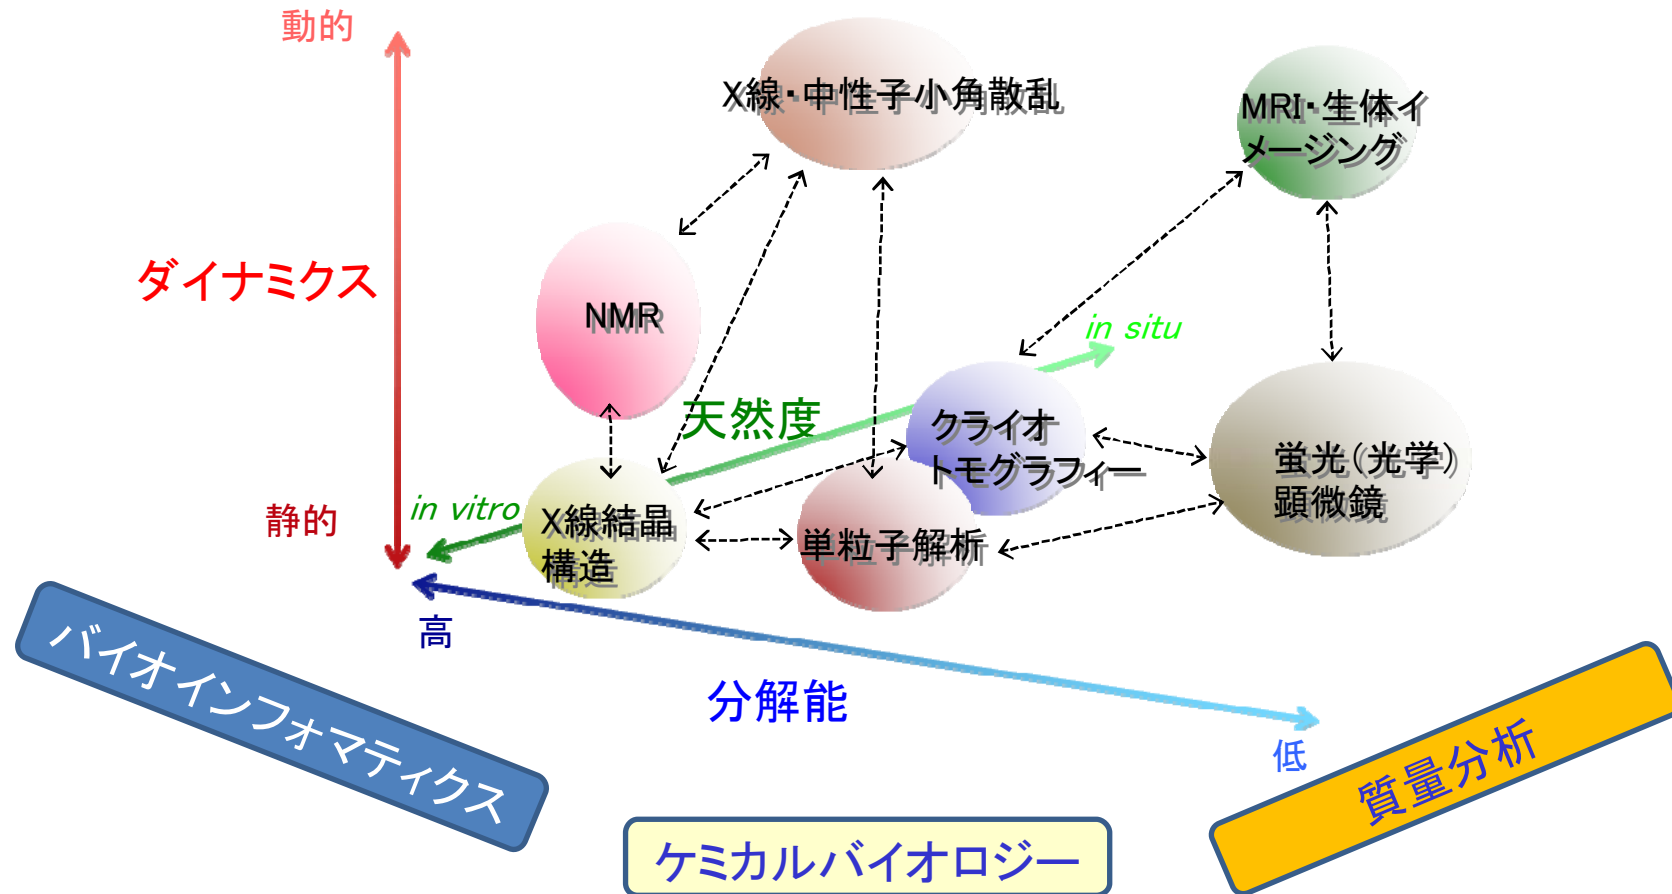 動的
X線・中性子小角散乱
MRI・生体イ
メージング
ダイナミクス
NMR
in situ
天然度
クライオ
トモグラフィー
蛍光(光学)
顕微鏡
静的
in vitro
X線結晶
構造
単粒子解析
高
分解能
低
バイオインフォマティクス
質量分析
ケミカルバイオロジー